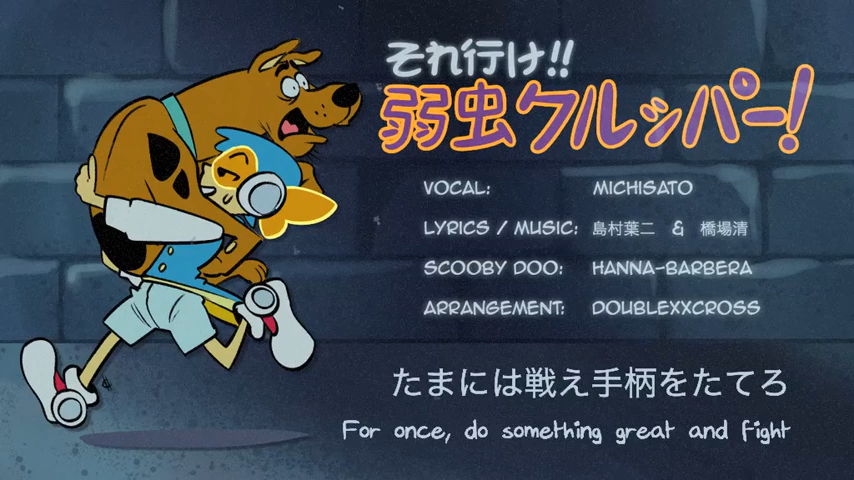 それ行け!!
弱虫クルッパー!
VOCAL: MICHISATO
LYRICS / MUSIC: 島村葉二 & 橋場清
SCOOBY DOO: HANNA-BARBERA
ARRANGEMENT: DOUBLEXXCROSS
たまには戦え手柄をたてろ
For once, do something great and fight